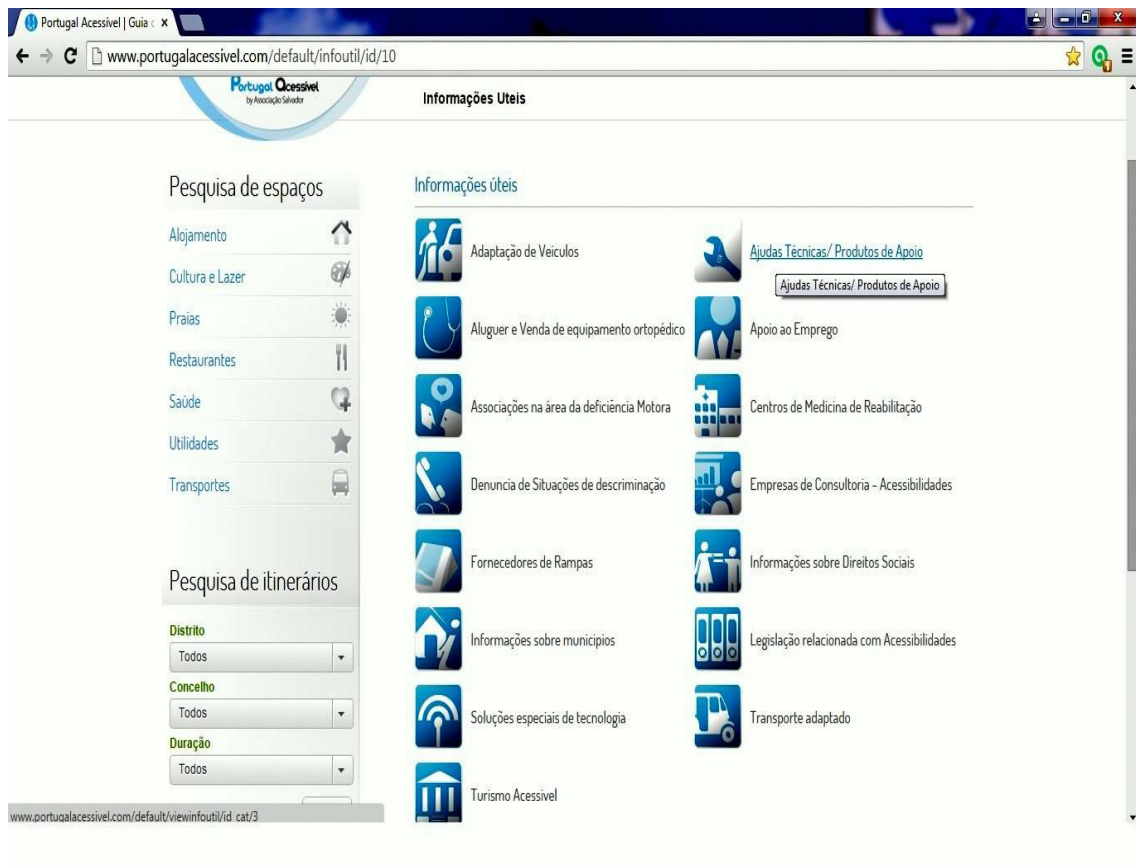 Portugal Acessível | Guia c
www.portugalacessivel.com/default/infoutil/id/10
Portugal Acessível
by Associação Salvador
Informações Uteis
Pesquisa de espaços
Alojamento
Cultura e Lazer
Praias
Restaurantes
Saúde
Utilidades
Transportes
Pesquisa de itinerários
Distrito
Todos
Concelho
Todos
Duração
Todos
Informações úteis
Adaptação de Veiculos
Ajudas Técnicas/ Produtos de Apoio
Ajudas Técnicas/ Produtos de Apoio
Aluguer e Venda de equipamento ortopédico
Apoio ao Emprego
Associações na área da deficiência Motora
Centros de Medicina de Reabilitação
Denuncia de Situações de descriminação
Empresas de Consultoria - Acessibilidades
Fornecedores de Rampas
Informações sobre Direitos Sociais
Informações sobre municipios
Legislação relacionada com Acessibilidades
Soluções especiais de tecnologia
Transporte adaptado
Turismo Acessivel
www.portugalacessivel.com/default/viewinfoutil/id_cat/3